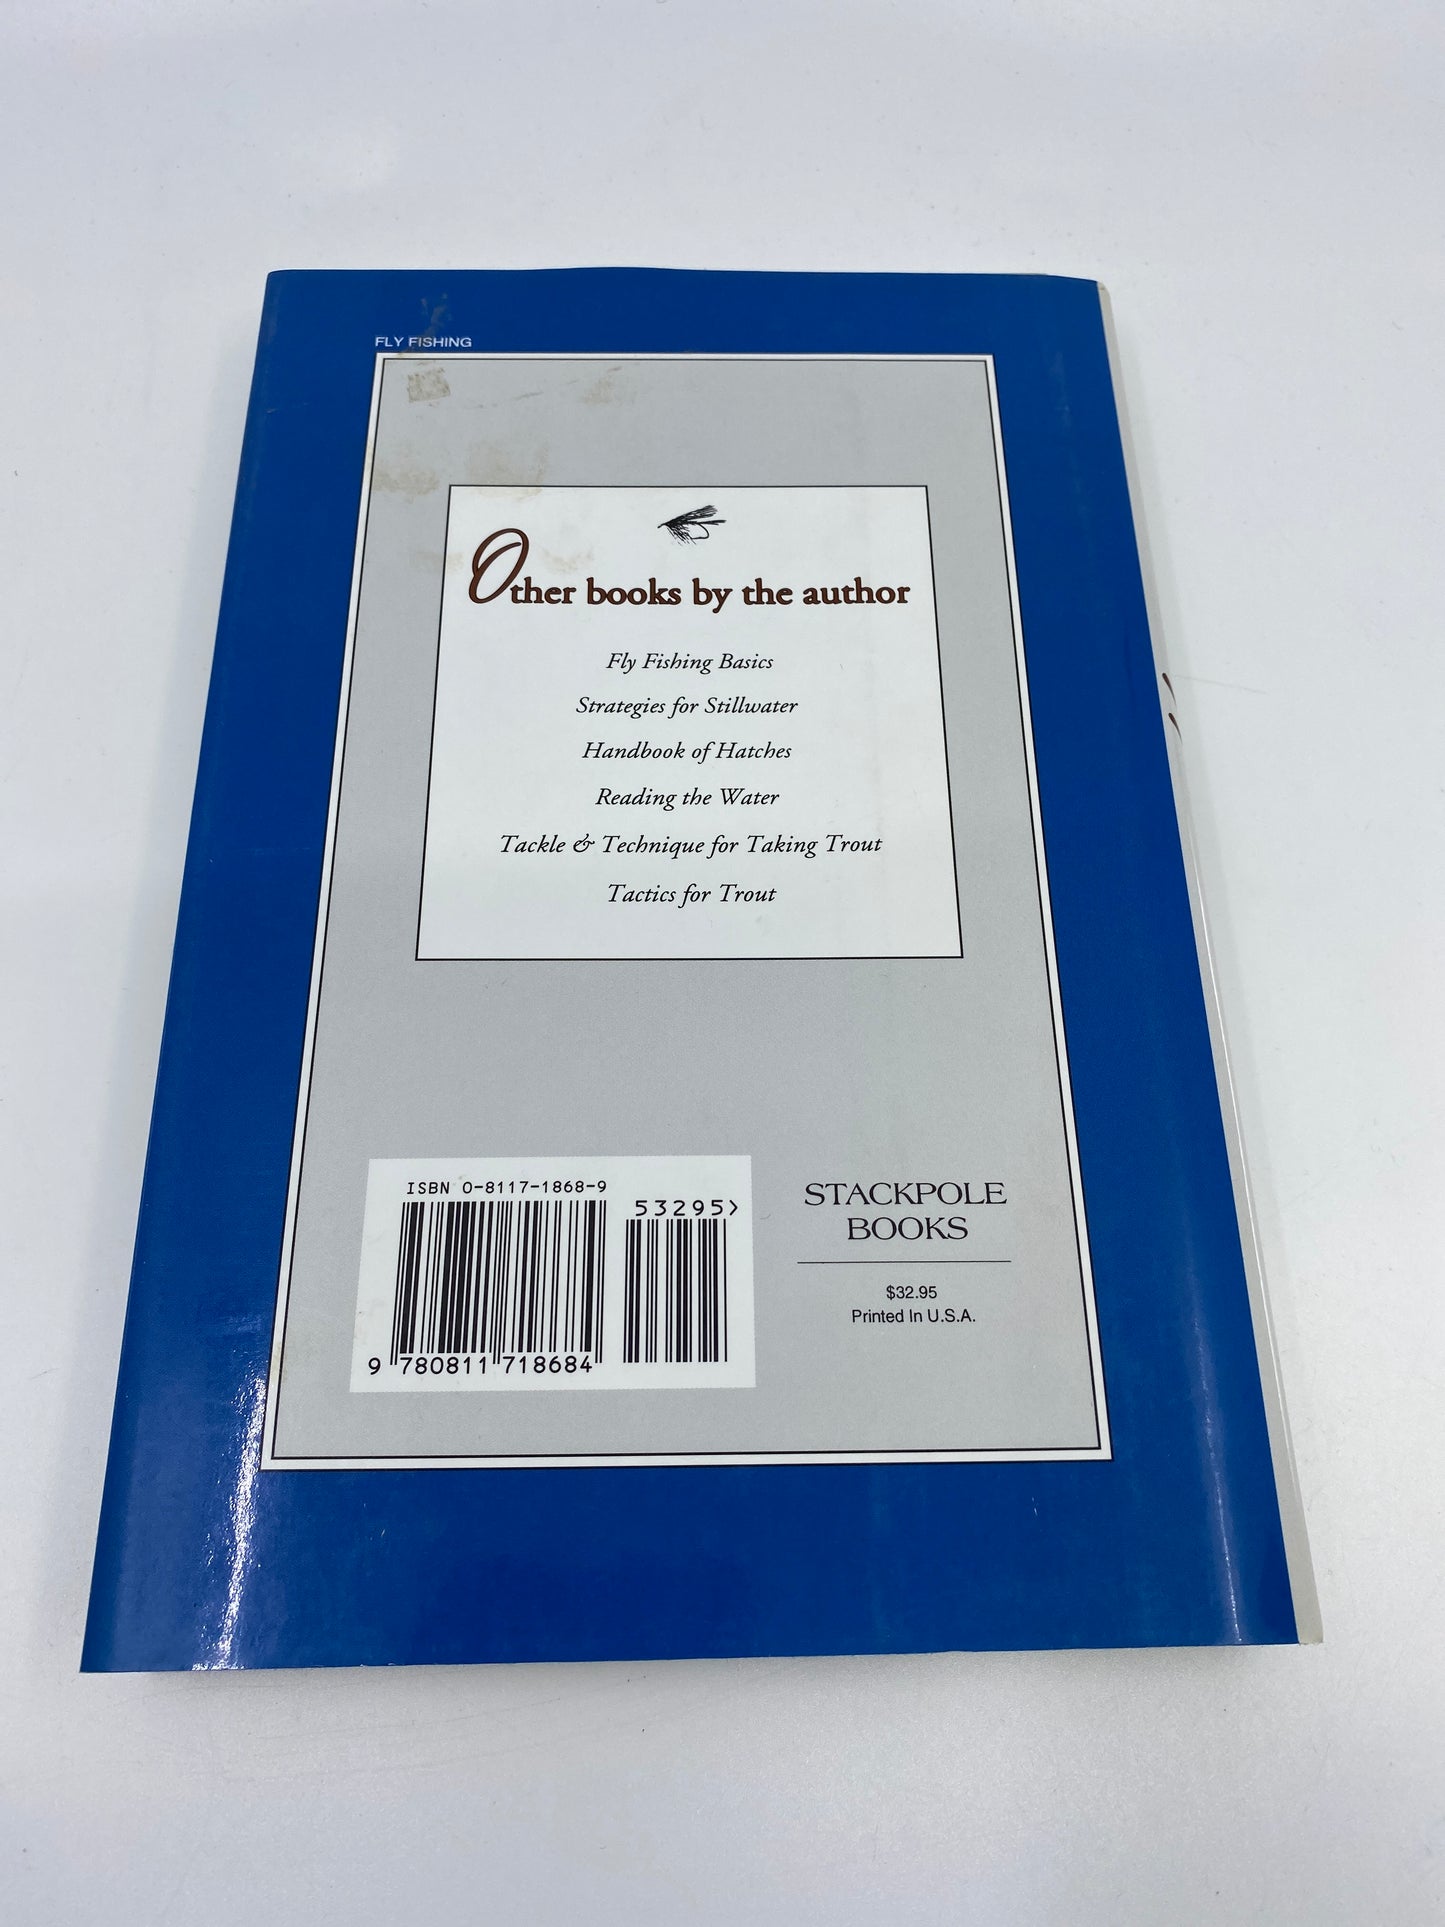 FLY FISHING
Other books by the author
Fly Fishing Basics
Strategies for Stillwater
Handbook of Hatches
Reading the Water
Tackle & Technique for Taking Trout
Tactics for Trout
ISBN 0-8117-1868-9
53295>
9 780811 718684
STACKPOLE
BOOKS
$32.95
Printed In U.S.A.